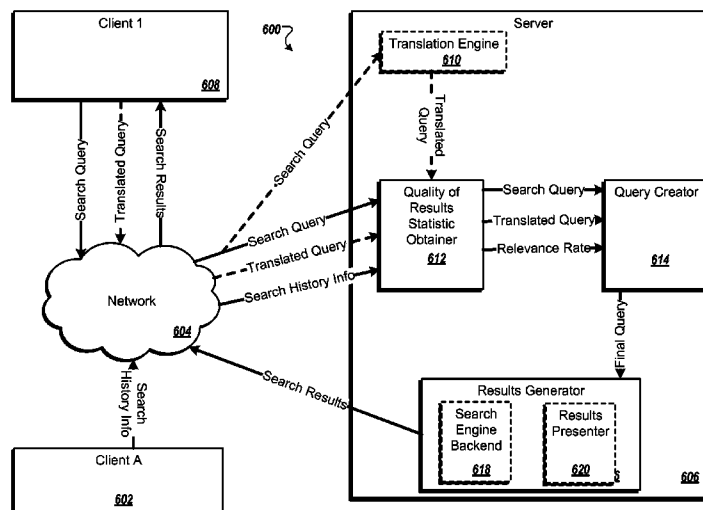 Client 1
608
600
Server
Translation Engine
610
Search Query
Translated Query
Search Results
Search Query
Translated
Query
Search Query
Translated Query
Search History Info
Quality of
Results
Statistic
Obtainer
612
Search Query
Translated Query
Relevance Rate
Query Creator
614
Network
604
Final Query
Search Results
Search
History Info
Results Generator
Search
Engine
Backend
618
Results
Presenter
620
606
Client A
602